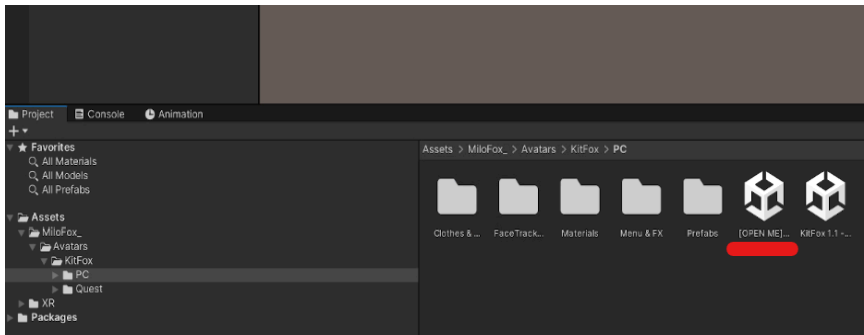 Project
Console
Animation
Favorites
All Materials
All Models
All Prefabs
Assets
MiloFox_
Avatars
KitFox
PC
Quest
XR
Packages
Assets > MiloFox_ > Avatars > KitFox > PC
Clothes & ...
FaceTrack...
Materials
Menu & FX
Prefabs
[OPEN ME]...
KitFox 1.1 -...